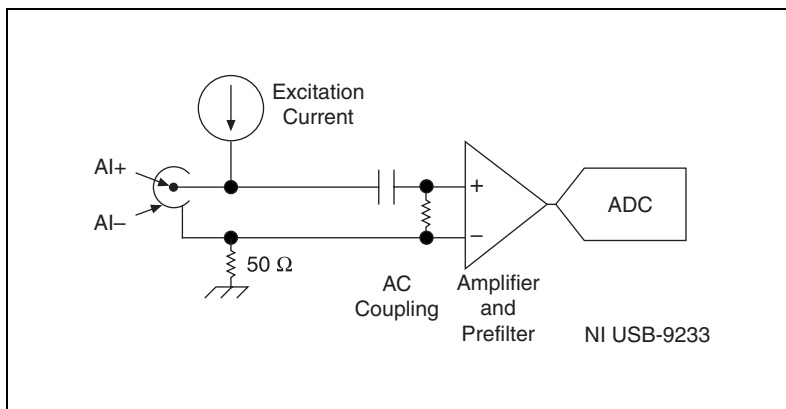 Excitation
Current
AI+
AI–
+
–
ADC
50 Ω
AC
Coupling
Amplifier
and
Prefilter
NI USB-9233